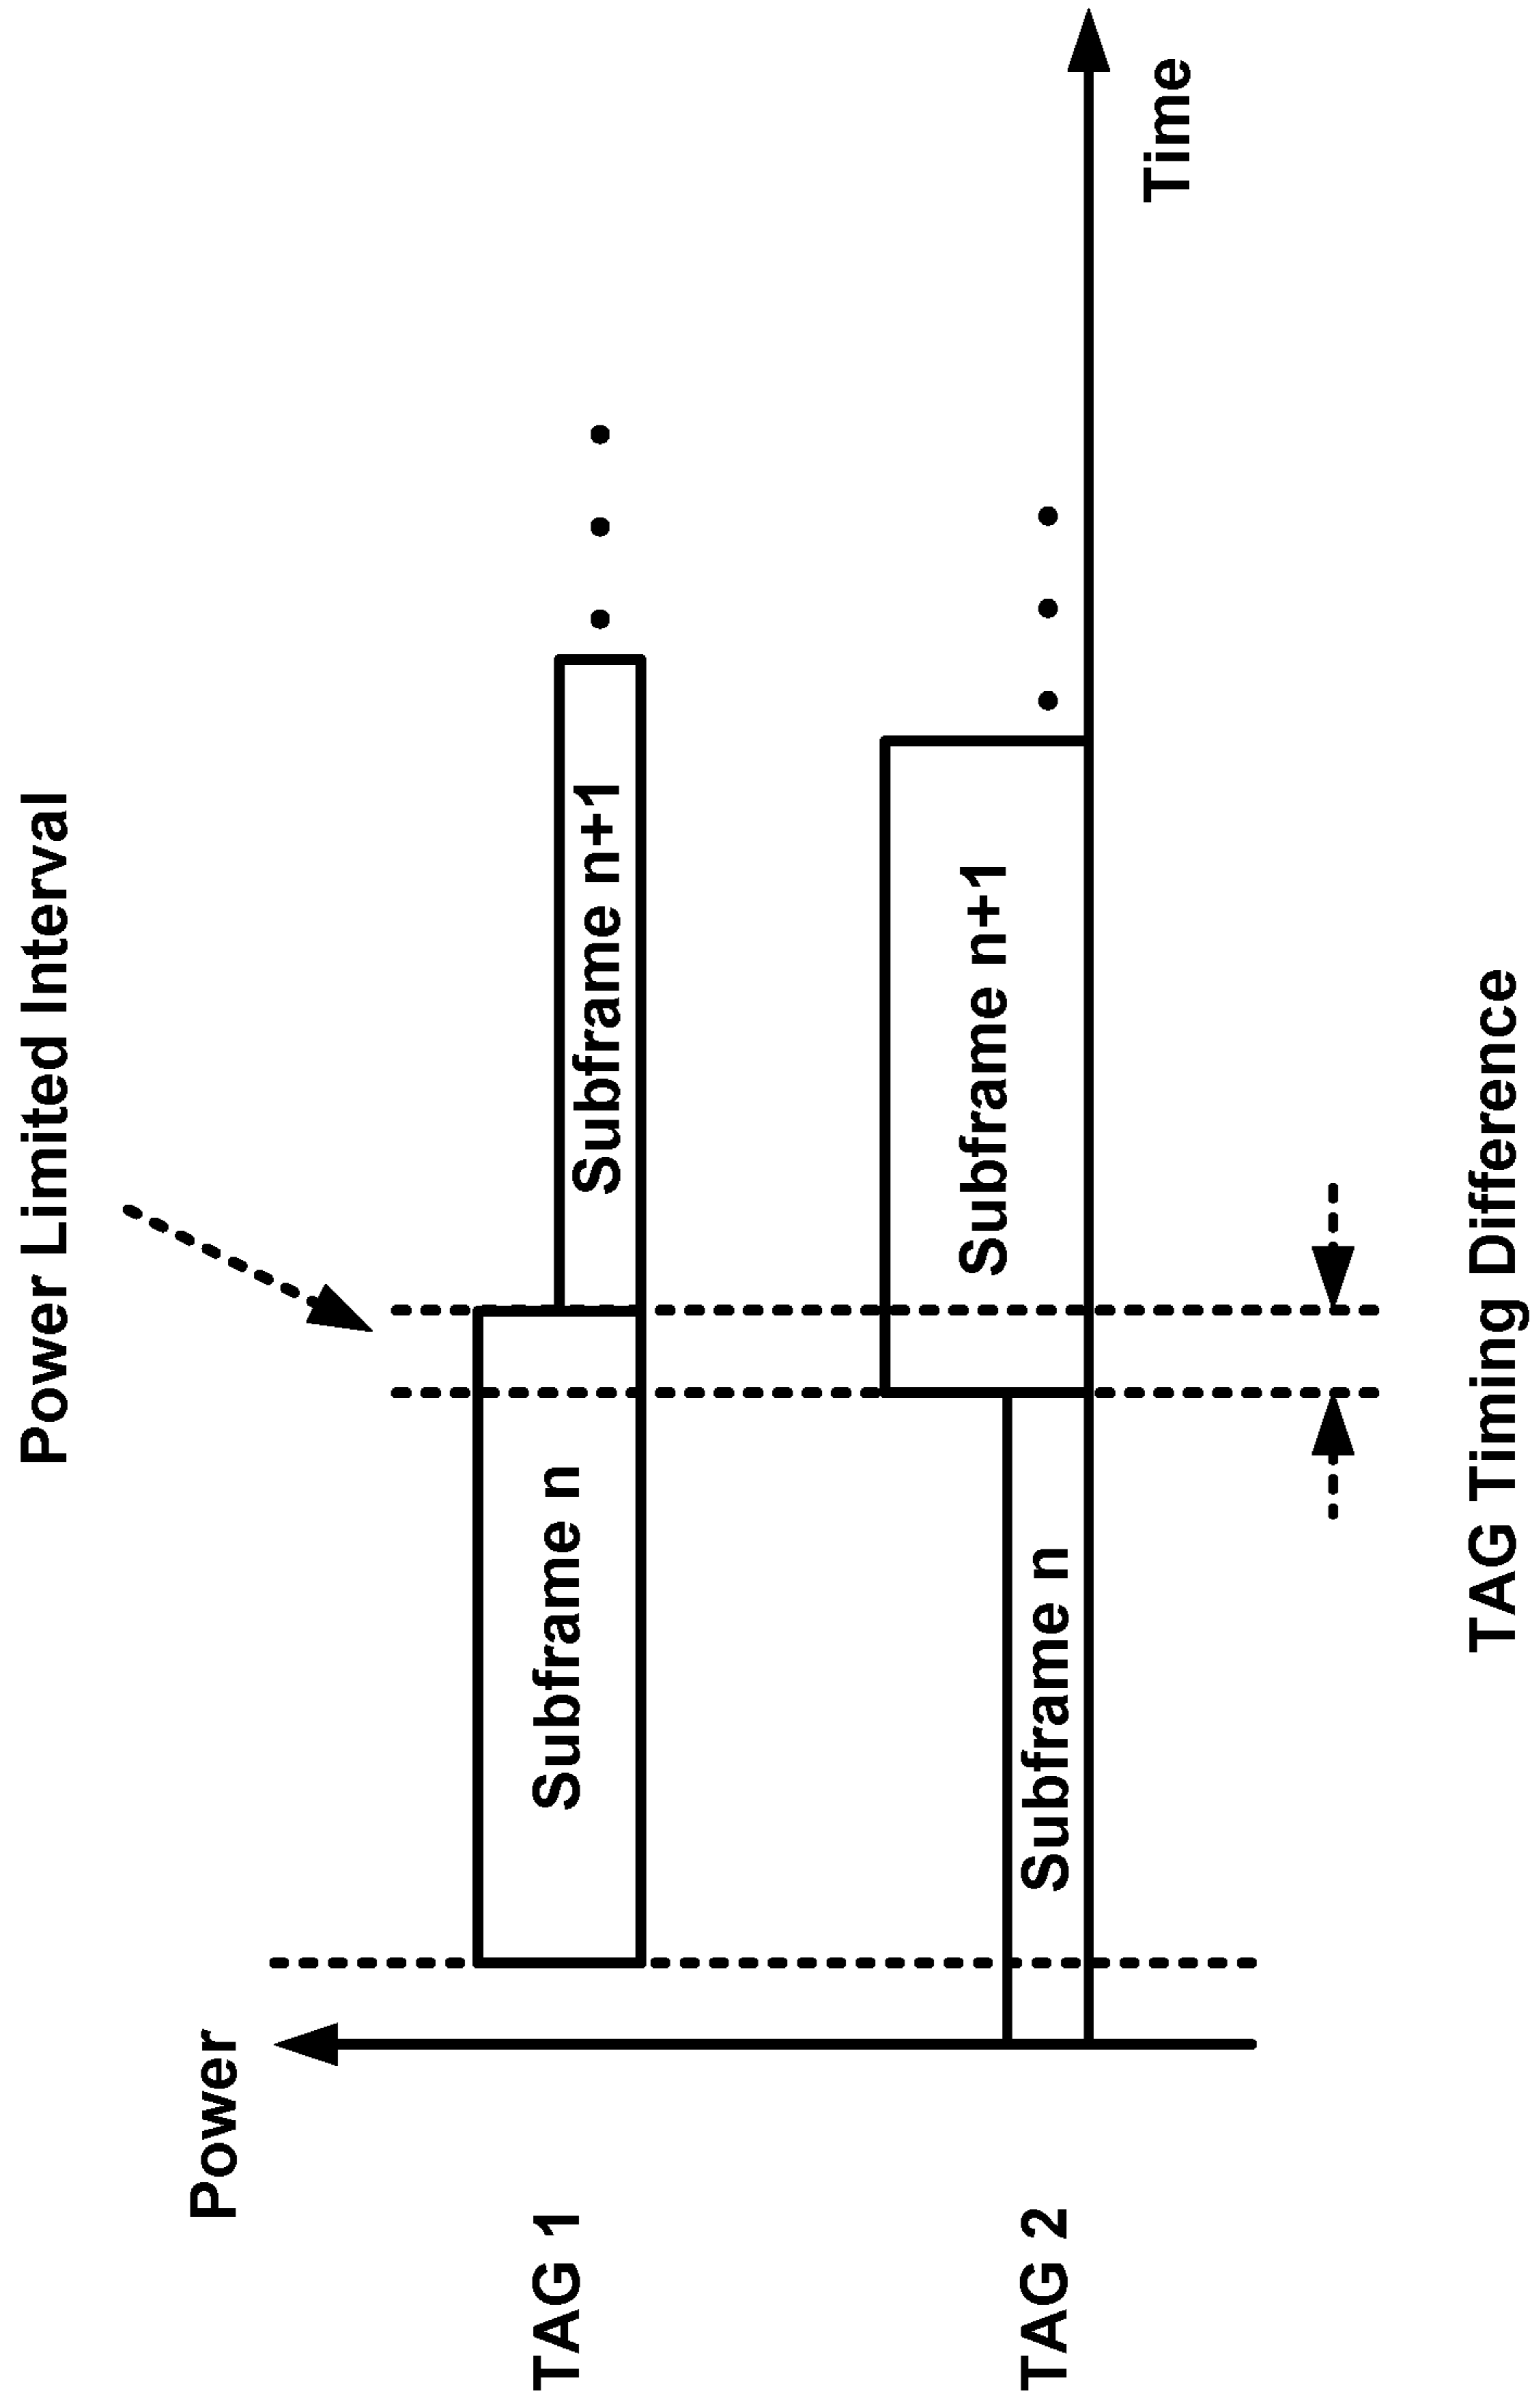 Power Limited Interval
Power
TAG 1
Subframe n
Subframe n+1
TAG 2
Subframe n
Subframe n+1
Time
TAG Timing Difference